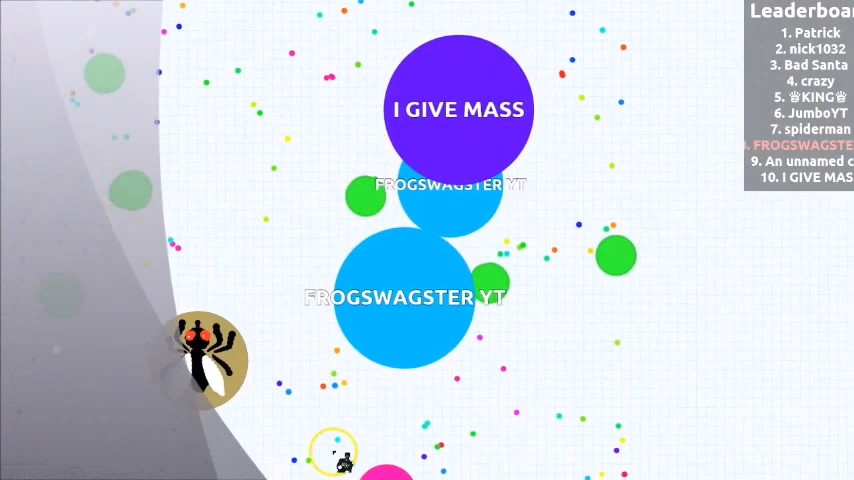 Leaderboar
1. Patrick
2. nick1032
3. Bad Santa
4. crazy
5. ♕KING♕
6. JumboYT
7. spiderman
. FROGSWAGSTE
9. An unnamed c
10. I GIVE MAS
I GIVE MASS
FROGSWAGSTER YT
FROGSWAGSTER YT